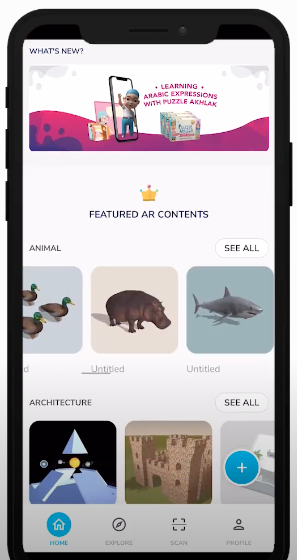 WHAT'S NEW?
• LEARNING •
ARABIC EXPRESSIONS
WITH PUZZLE AKHLAK
FEATURED AR CONTENTS
ANIMAL
SEE ALL
Untitled
Untitled
ARCHITECTURE
SEE ALL
+
HOME
EXPLORE
SCAN
PROFILE